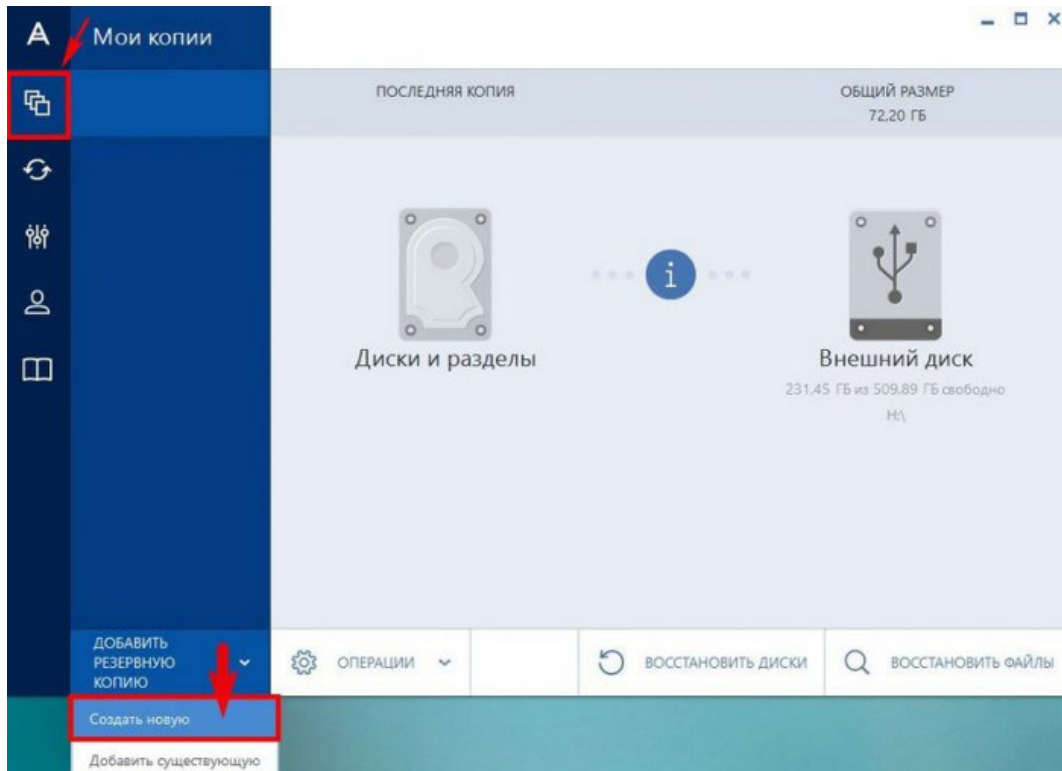 Мои копии
ПОСЛЕДНЯЯ КОПИЯ
ОБЩИЙ РАЗМЕР
72,20 ГБ
i
Диски и разделы
Внешний диск
231,45 ГБ из 509,89 ГБ свободно
H:\
ДОБАВИТЬ
РЕЗЕРВНУЮ
КОПИЮ
ОПЕРАЦИИ
ВОССТАНОВИТЬ ДИСКИ
ВОССТАНОВИТЬ ФАЙЛЫ
Создать новую
Добавить существующую